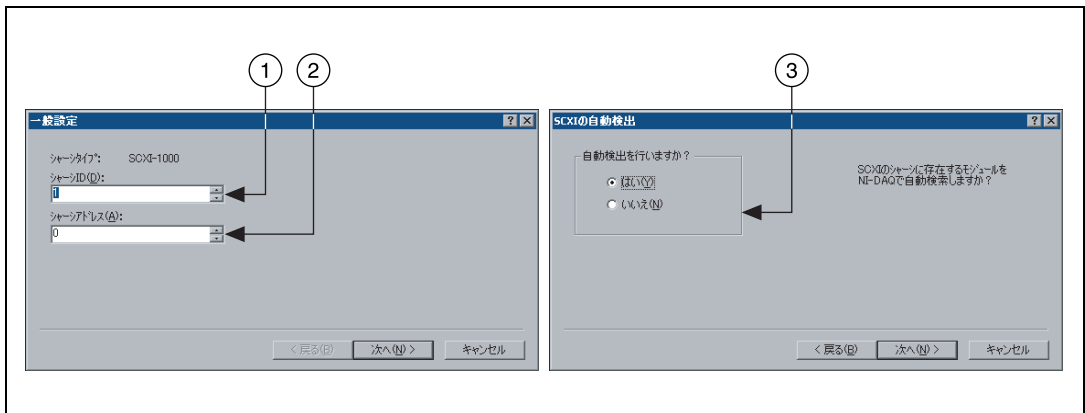 1
2
3
一般設定
シャーシタイプ: SCXI-1000
シャーシID(D):
1
シャーシアドレス(A):
0
<戻る(B)
次へ(N)>
キャンセル
SCXIの自動検出
自動検出を行いますか?
はい(Y)
いいえ(N)
SCXIのシャーシに存在するモジュールを
NI-DAQで自動検索しますか?
<戻る(B)
次へ(N)>
キャンセル